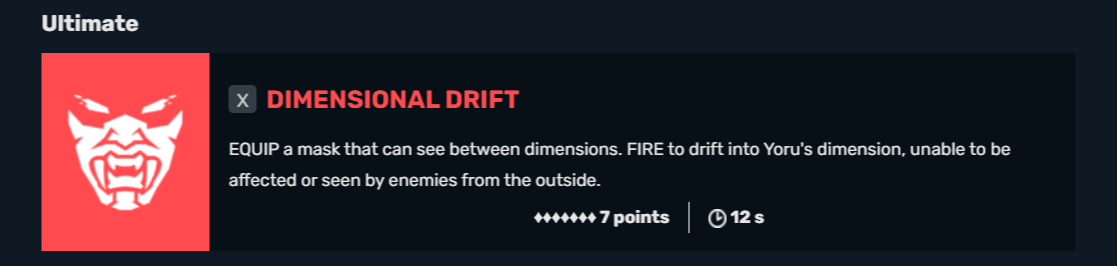 Ultimate
X DIMENSIONAL DRIFT
EQUIP a mask that can see between dimensions. FIRE to drift into Yoru's dimension, unable to be
affected or seen by enemies from the outside.
♦♦♦♦♦♦♦ 7 points | 12 s